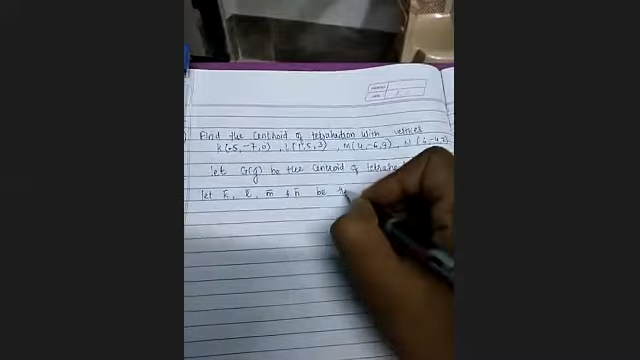 Find the centroid of tetrahedron with vertices
K(5, -7, 0), L(1, 5, 3), M(4, -6, 3), N(6, -4, 2)
let G(ḡ) be the centroid of
let k̄, l̄, m̄ & n̄ be